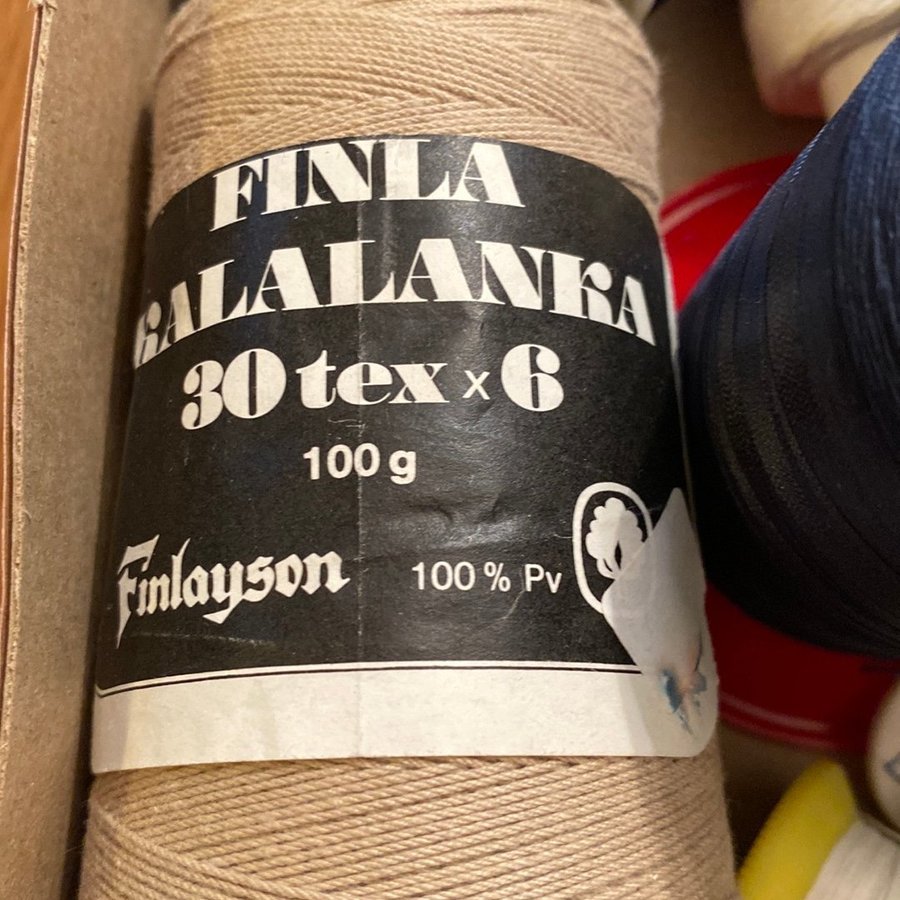 FINLA
KALALANKA
30 tex x 6
100 g
Finlayson
100 % Pv